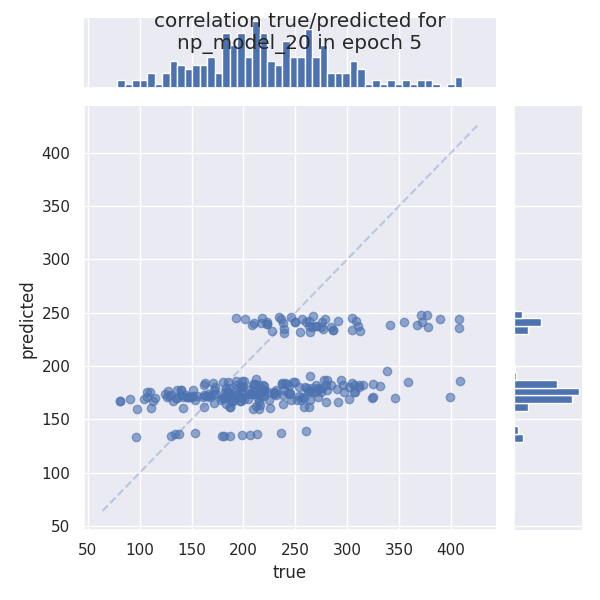 correlation true/predicted for
np_model_20 in epoch 5
400
350
300
250
200
150
100
50
predicted
50 100 150 200 250 300 350 400
true